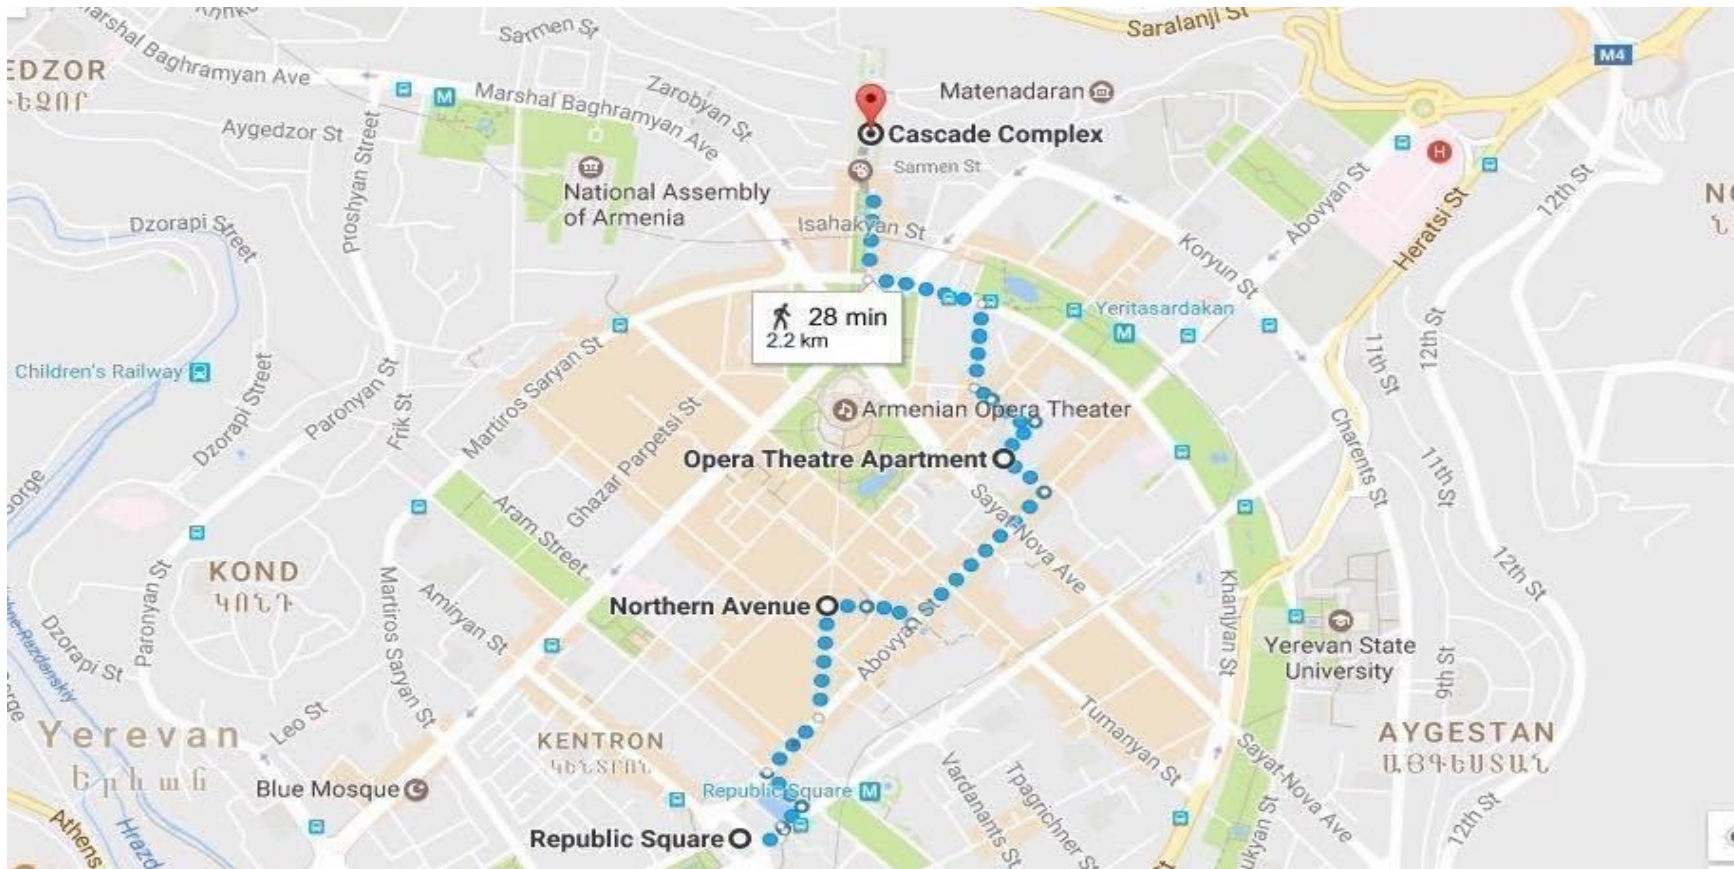 Sarmen St
Saralanji St
M4
Marshal Baghramyan Ave
EDZOR
Marshal Baghramyan Ave
Zarobyan St
Matenadaran
Aygedzor St
Cascade Complex
H
Proshyan Street
National Assembly
of Armenia
Sarmen St
Abovyan St
12th St
Dzorapi Street
Isahakyan St
Koryun St
Heratsi St
28 min
2.2 km
Yeritasardakan
M
Children's Railway
Martiros Saryan St
11th St
12th St
Dzorapi Street
Paronyan St
Frik St
Ghazar Parpetsi St
Armenian Opera Theater
Charents St
11th St
Opera Theatre Apartment
Sayat-Nova Ave
Aram Street
12th St
KOND
ԿՈՆԴ
Paronyan St
Martiros Saryan St
Aminyan St
Northern Avenue
Abovyan St
Khanjyan St
Yerevan State
University
9th St
Dzorapi St
Leo St
Yerevan
Երևան
KENTRON
ԿԵՆՏՐՈՆ
Tumanyan St
Sayat-Nova Ave
AYGESTAN
ԱՅԳԵՍՏԱՆ
Blue Mosque
Republic Square
M
Vardanants St
Tpagrichner St
12th St
Republic Square
Athens
Hrazd
ukyan St